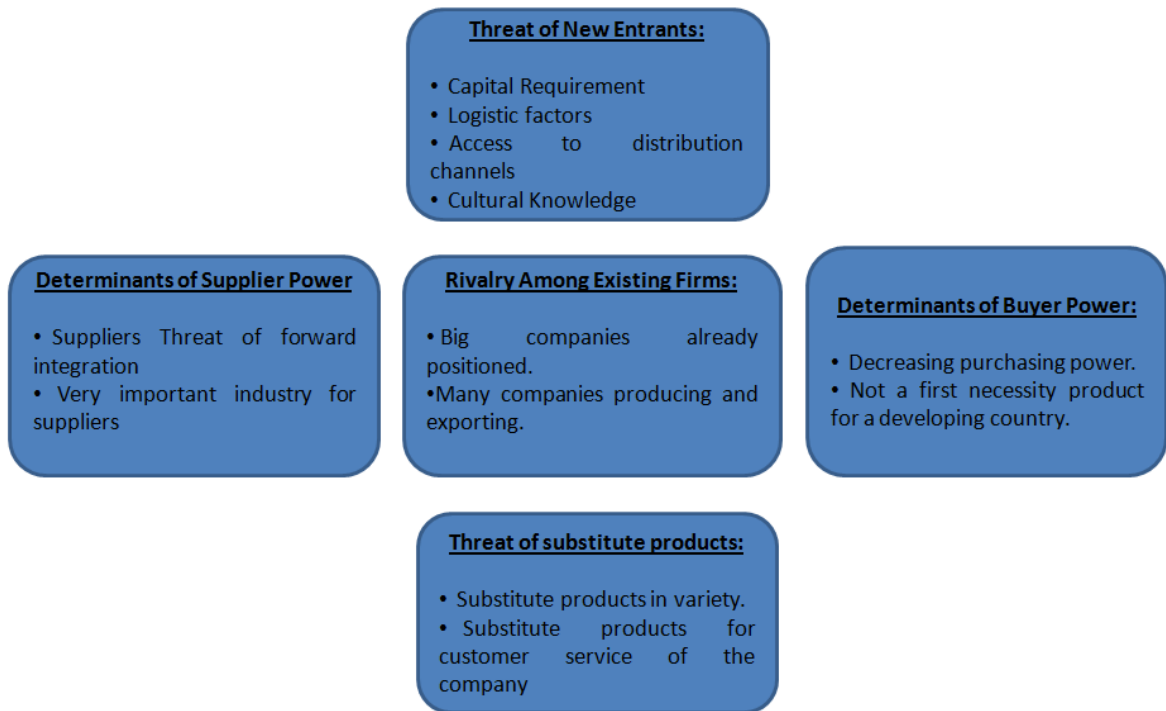 Threat of New Entrants:
• Capital Requirement
• Logistic factors
• Access to distribution
channels
• Cultural Knowledge
Determinants of Supplier Power
• Suppliers Threat of forward
integration
• Very important industry for
suppliers
Rivalry Among Existing Firms:
• Big companies already
positioned.
•Many companies producing and
exporting.
Determinants of Buyer Power:
• Decreasing purchasing power.
• Not a first necessity product
for a developing country.
Threat of substitute products:
• Substitute products in variety.
• Substitute products for
customer service of the
company